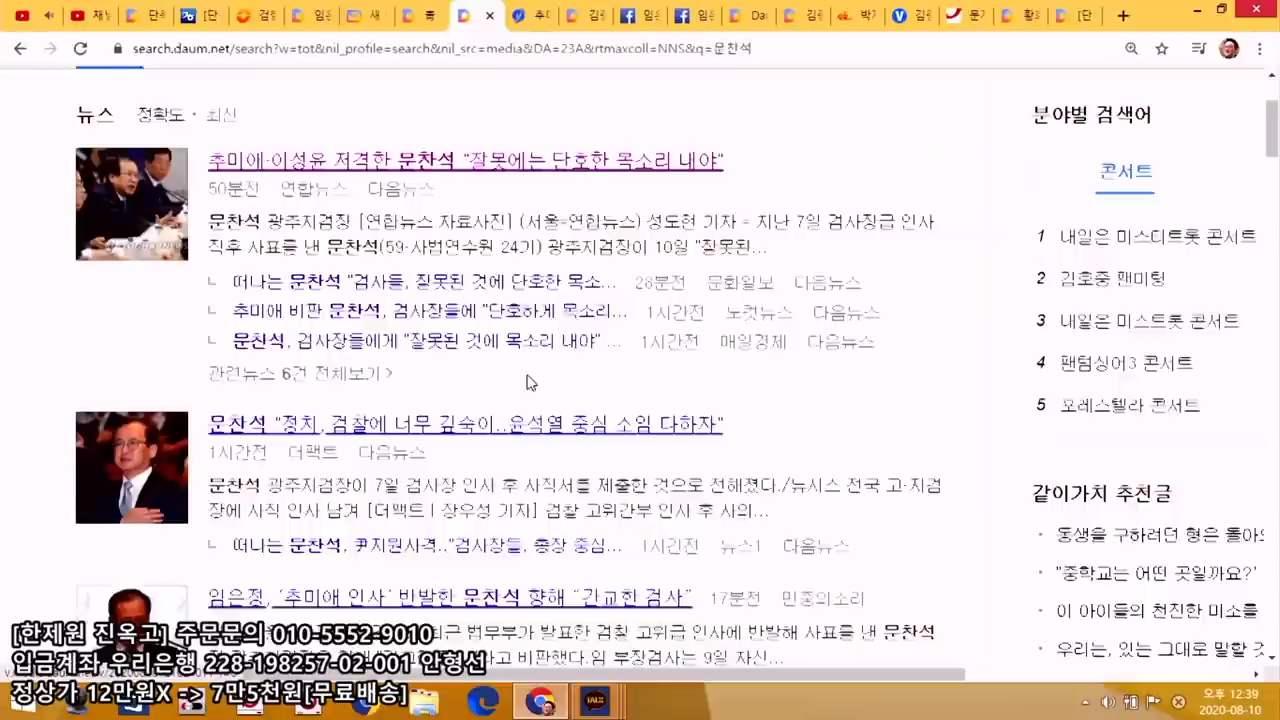 search.daum.net/search?w=tot&nil_profile=search&nil_src=media&DA=23A&rtmaxcoll=NNS&q=문찬석
뉴스 정확도 · 최신
추미애·이성윤 저격한 문찬석 "잘못에는 단호한 목소리 내야"
50분전 연합뉴스 다음뉴스
문찬석 광주지검장 [연합뉴스 자료사진] (서울=연합뉴스) 성도현 기자 = 지난 7일 검사장급 인사
직후 사표를 낸 문찬석(59·사법연수원 24기) 광주지검장이 10일 "잘못된...
떠나는 문찬석 "검사들, 잘못된 것에 단호한 목소... 28분전 문화일보 다음뉴스
추미애 비판 문찬석, 검사장들에 "단호하게 목소리... 1시간전 노컷뉴스 다음뉴스
문찬석, 검사장들에게 "잘못된 것에 목소리 내야" ... 1시간전 매일경제 다음뉴스
관련뉴스 6건 전체보기 >
문찬석 "정치, 검찰에 너무 깊숙이..윤석열 중심 소임 다하자"
1시간전 더팩트 다음뉴스
문찬석 광주지검장이 7일 검사장 인사 후 사직서를 제출한 것으로 전해졌다./뉴시스 전국 고·지검
장에 사직 인사 남겨 [더팩트ㅣ장우성 기자] 검찰 고위간부 인사 후 사의...
떠나는 문찬석, 尹지원사격.."검사장들, 총장 중심... 1시간전 뉴스1 다음뉴스
임은정, '추미애 인사' 반발한 문찬석 향해 "간교한 검사" 17분전 민중의소리
최근 법무부가 발표한 검찰 고위급 인사에 반발해 사표를 낸 문찬석
고 비판했다.임 부장검사는 9일 자신...
분야별 검색어
콘서트
1 내일은 미스터트롯 콘서트
2 김호중 팬미팅
3 내일은 미스트롯 콘서트
4 팬텀싱어3 콘서트
5 포레스텔라 콘서트
같이가치 추천글
· 동생을 구하려던 형은 돌아
· "중학교는 어떤 곳일까요?"
· 이 아이들의 천진한 미소를
· 우리는, 있는 그대로 말할
[한제원 진옥고] 주문문의 010-5552-9010
입금계좌 우리은행 228-198257-02-001 안형선
정상가 12만원X => 7만5천원[무료배송]
오후 12:39
2020-08-10